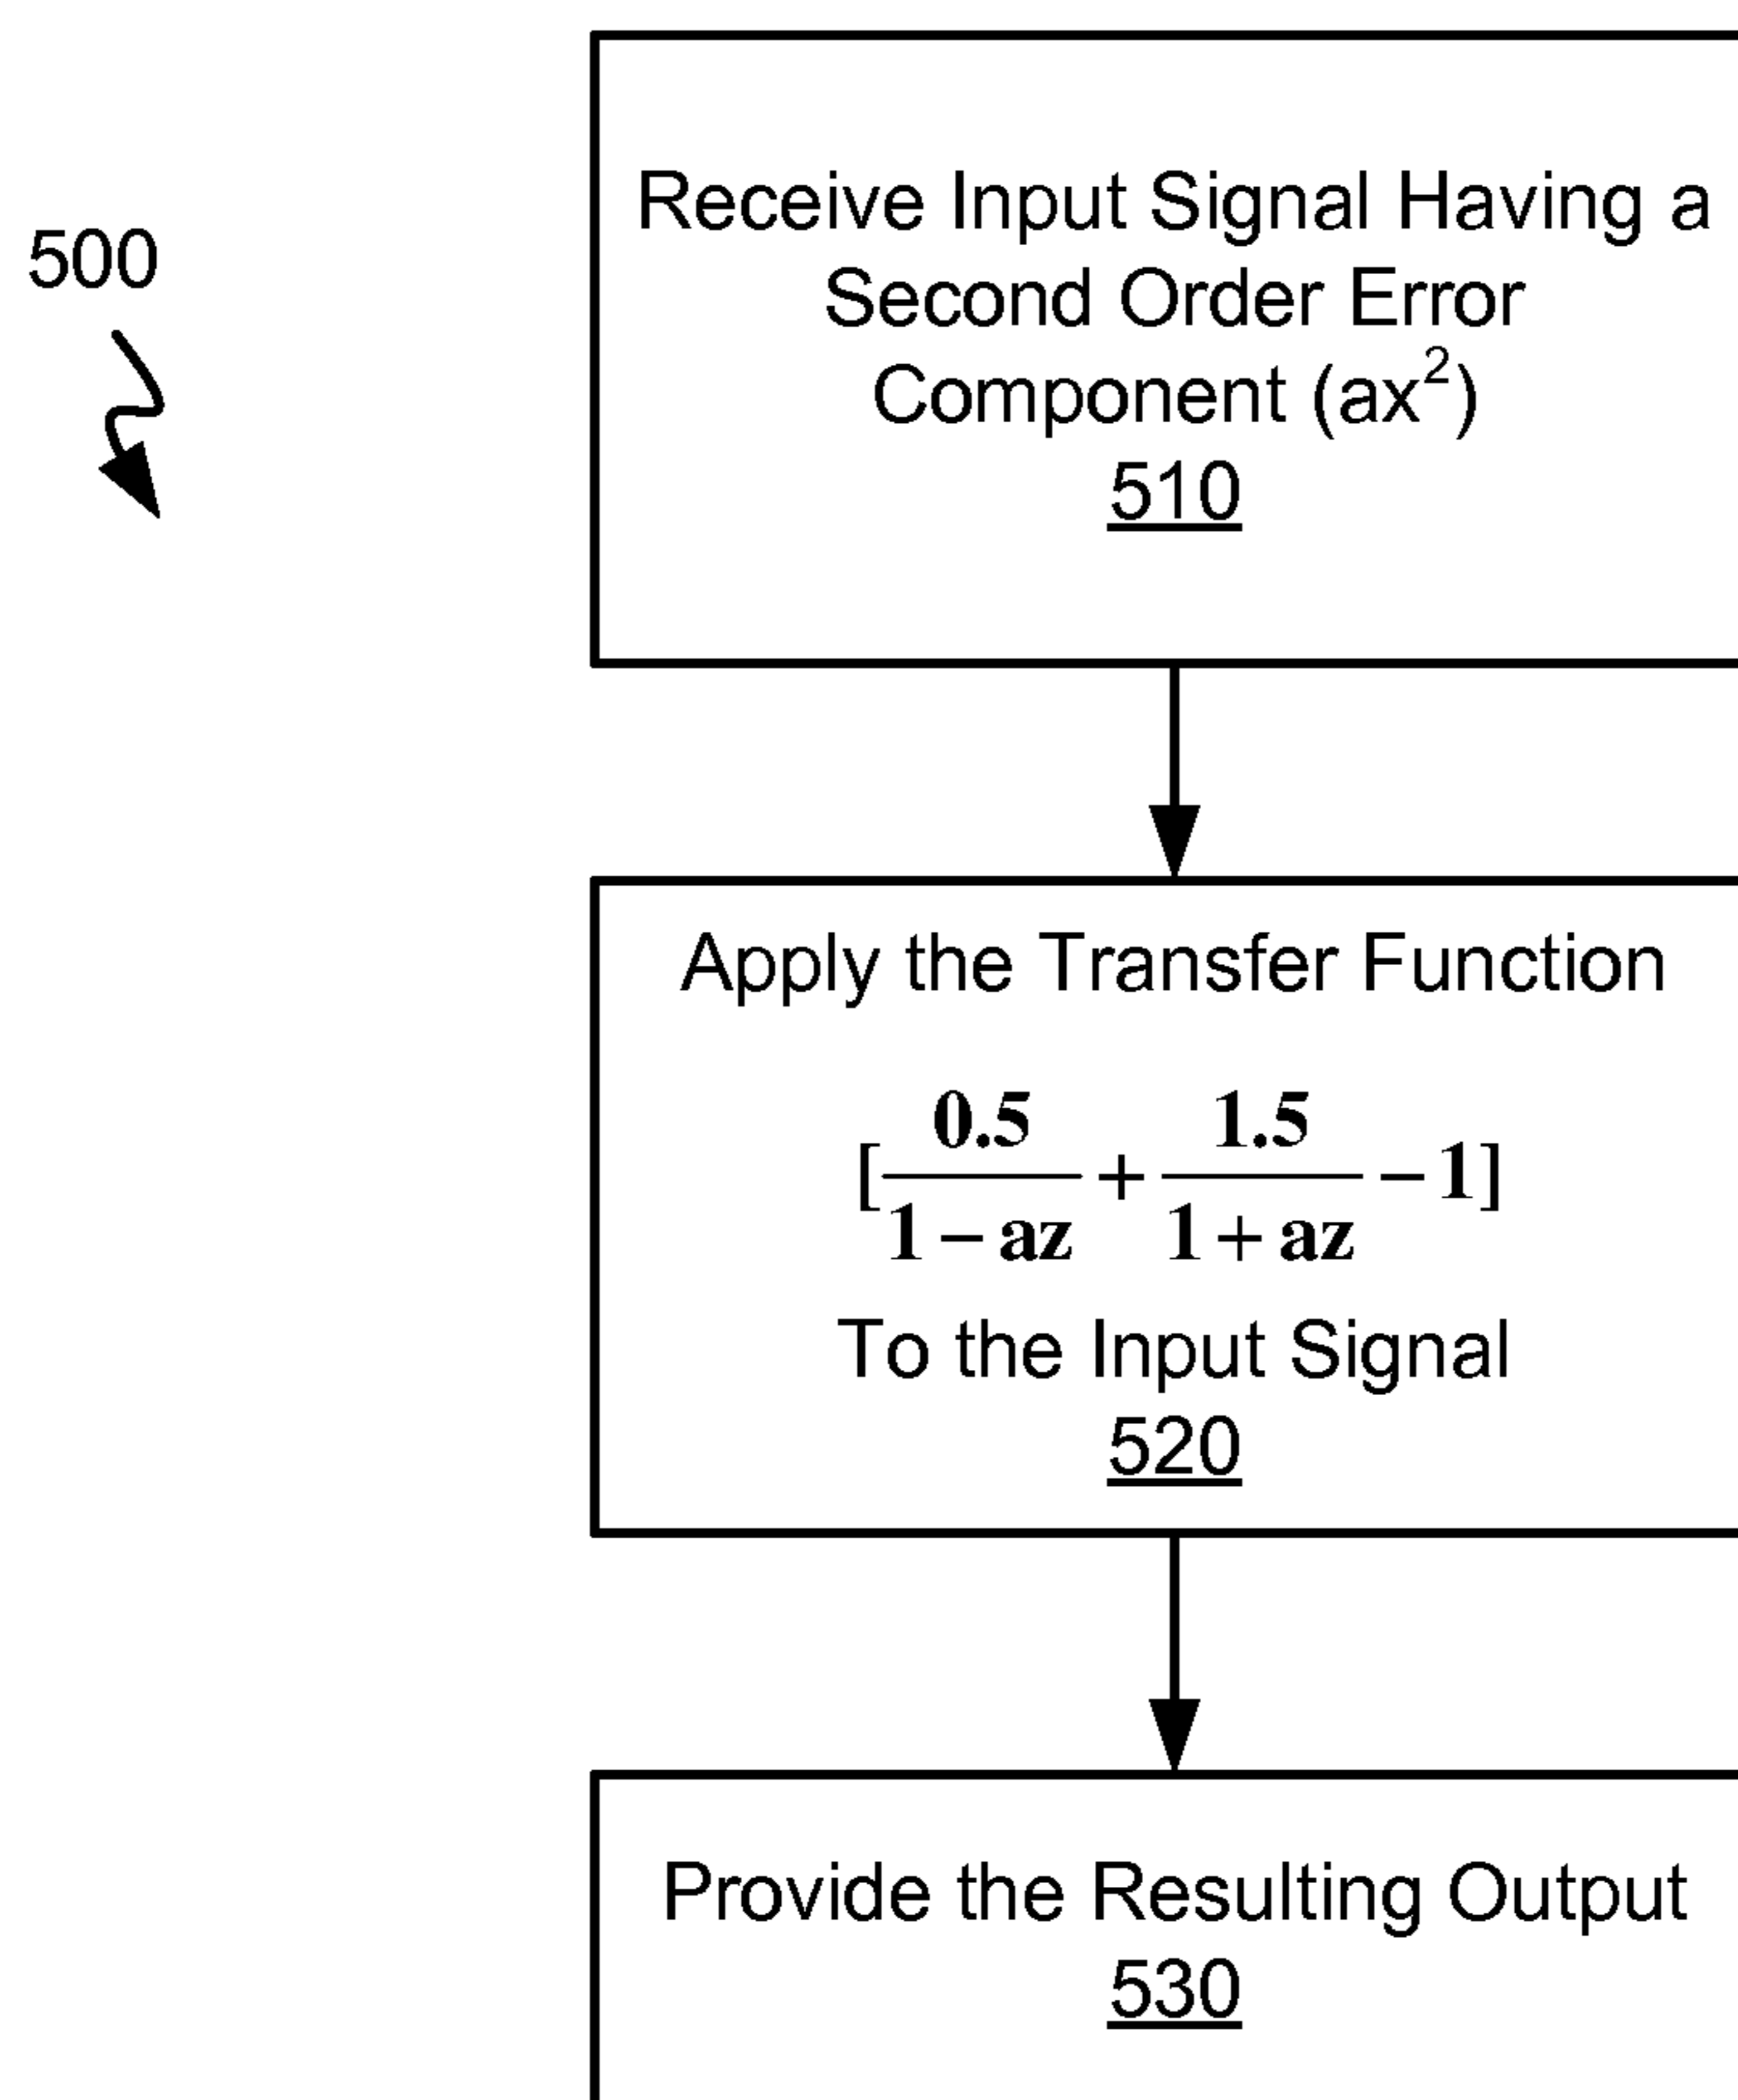 500
Receive Input Signal Having a
Second Order Error
Component (ax²)
510
Apply the Transfer Function
[0.5/(1 − az) + 1.5/(1 + az) − 1]
To the Input Signal
520
Provide the Resulting Output
530